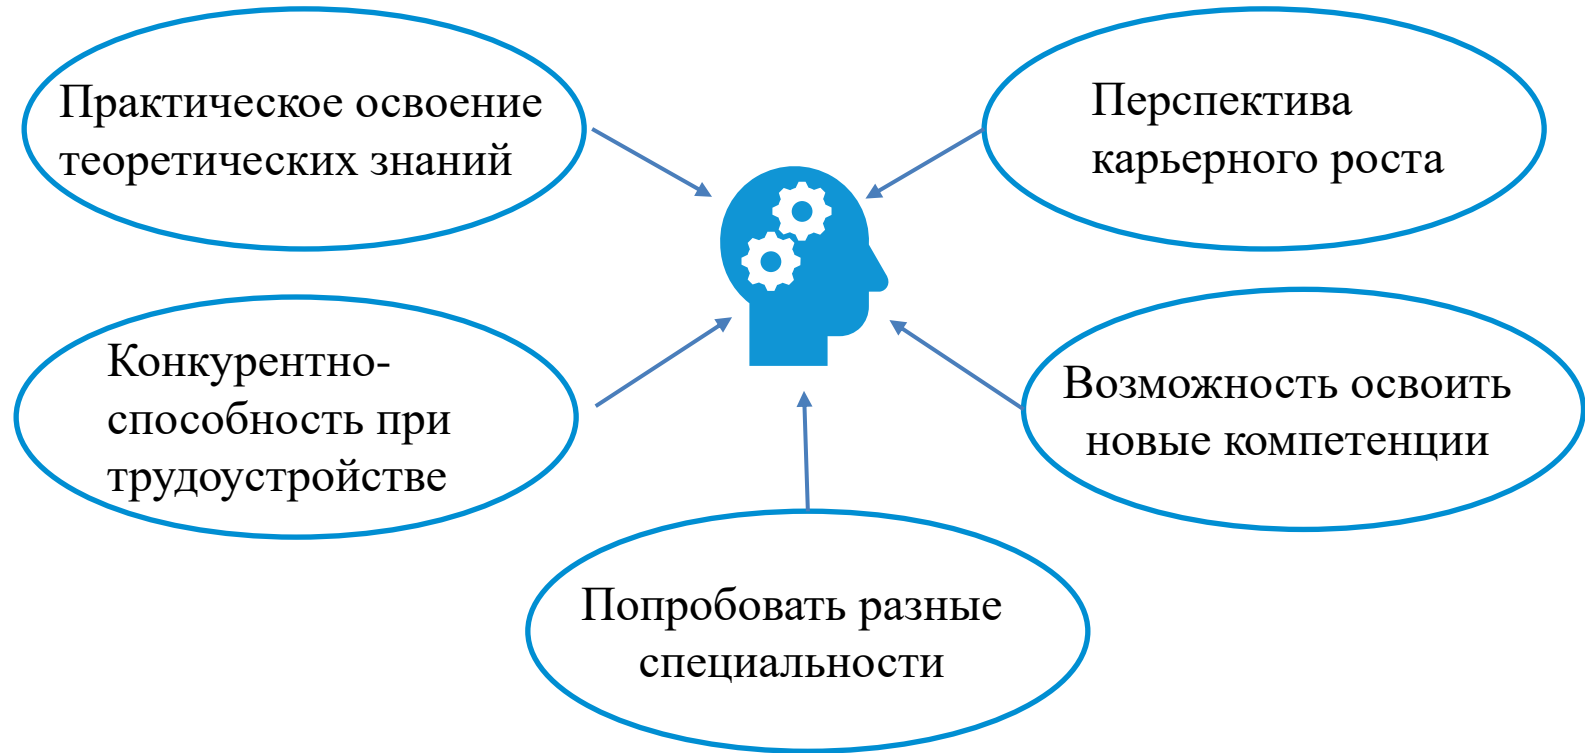 Практическое освоение
теоретических знаний
Перспектива
карьерного роста
Конкурентно-
способность при
трудоустройстве
Возможность освоить
новые компетенции
Попробовать разные
специальности